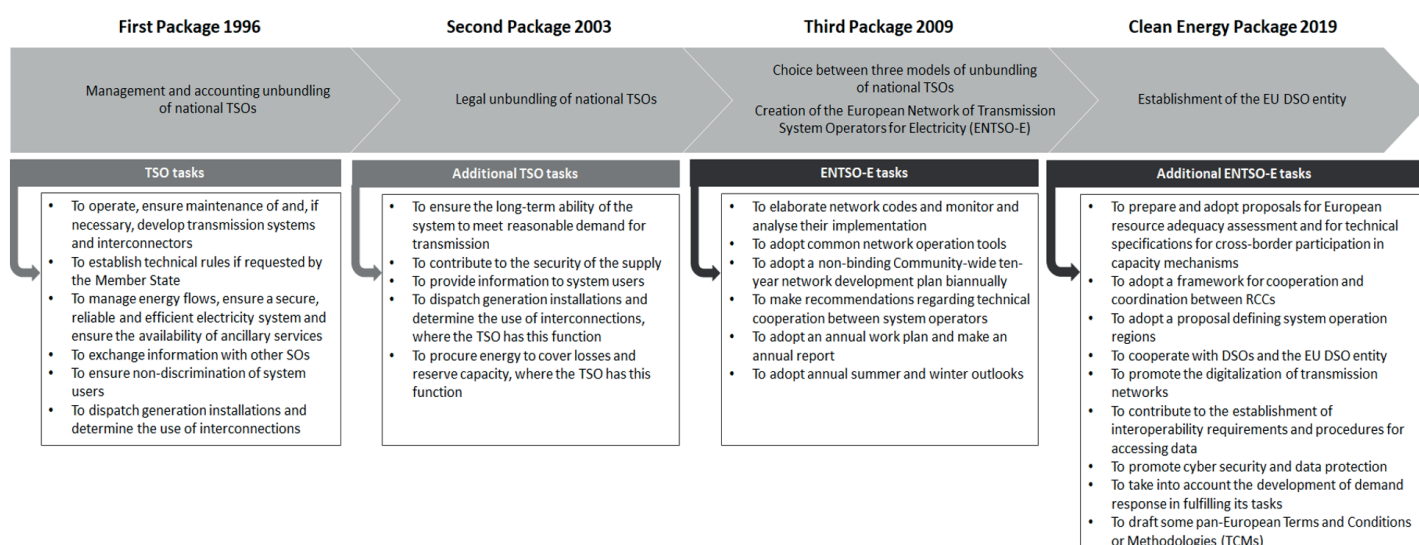 First Package 1996
Second Package 2003
Third Package 2009
Clean Energy Package 2019
Management and accounting unbundling
of national TSOs
Legal unbundling of national TSOs
Choice between three models of unbundling
of national TSOs
Creation of the European Network of Transmission
System Operators for Electricity (ENTSO-E)
Establishment of the EU DSO entity
TSO tasks
• To operate, ensure maintenance of and, if
necessary, develop transmission systems
and interconnectors
• To establish technical rules if requested by
the Member State
• To manage energy flows, ensure a secure,
reliable and efficient electricity system and
ensure the availability of ancillary services
• To exchange information with other SOs
• To ensure non-discrimination of system
users
• To dispatch generation installations and
determine the use of interconnections
Additional TSO tasks
• To ensure the long-term ability of the
system to meet reasonable demand for
transmission
• To contribute to the security of the supply
• To provide information to system users
• To dispatch generation installations and
determine the use of interconnections,
where the TSO has this function
• To procure energy to cover losses and
reserve capacity, where the TSO has this
function
ENTSO-E tasks
• To elaborate network codes and monitor and
analyse their implementation
• To adopt common network operation tools
• To adopt a non-binding Community-wide ten-
year network development plan biannually
• To make recommendations regarding technical
cooperation between system operators
• To adopt an annual work plan and make an
annual report
• To adopt annual summer and winter outlooks
Additional ENTSO-E tasks
• To prepare and adopt proposals for European
resource adequacy assessment and for technical
specifications for cross-border participation in
capacity mechanisms
• To adopt a framework for cooperation and
coordination between RCCs
• To adopt a proposal defining system operation
regions
• To cooperate with DSOs and the EU DSO entity
• To promote the digitalization of transmission
networks
• To contribute to the establishment of
interoperability requirements and procedures for
accessing data
• To promote cyber security and data protection
• To take into account the development of demand
response in fulfilling its tasks
• To draft some pan-European Terms and Conditions
or Methodologies (TCMs)